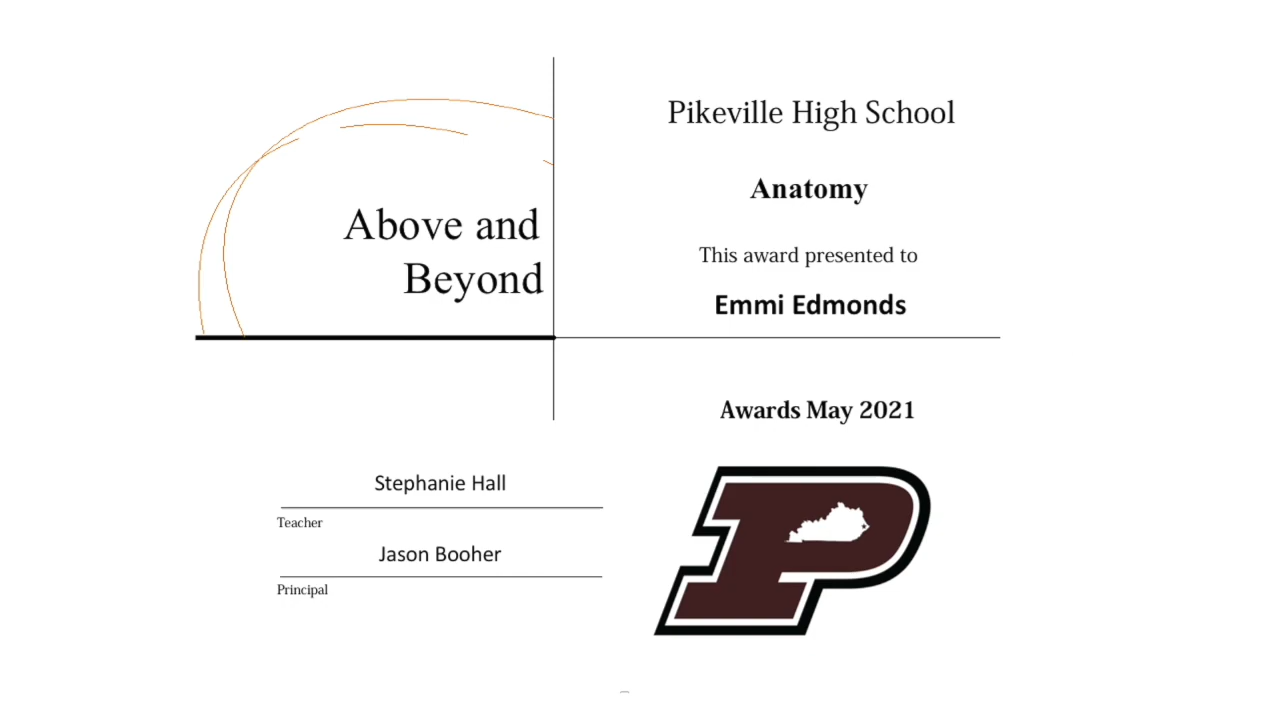 Above and
Beyond
Pikeville High School
Anatomy
This award presented to
Emmi Edmonds
Awards May 2021
Stephanie Hall
Teacher
Jason Booher
Principal
P